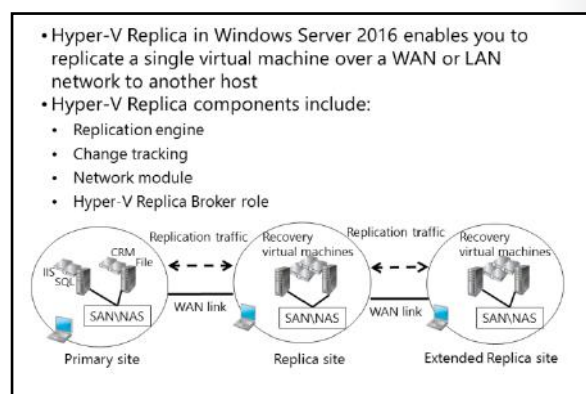 • Hyper-V Replica in Windows Server 2016 enables you to
replicate a single virtual machine over a WAN or LAN
network to another host
• Hyper-V Replica components include:
• Replication engine
• Change tracking
• Network module
• Hyper-V Replica Broker role
Replication traffic
Replication traffic
CRM
File
IIS
SQL
Recovery
virtual machines
Recovery
virtual machines
SAN\NAS
WAN link
SAN\NAS
WAN link
SAN\NAS
Primary site
Replica site
Extended Replica site